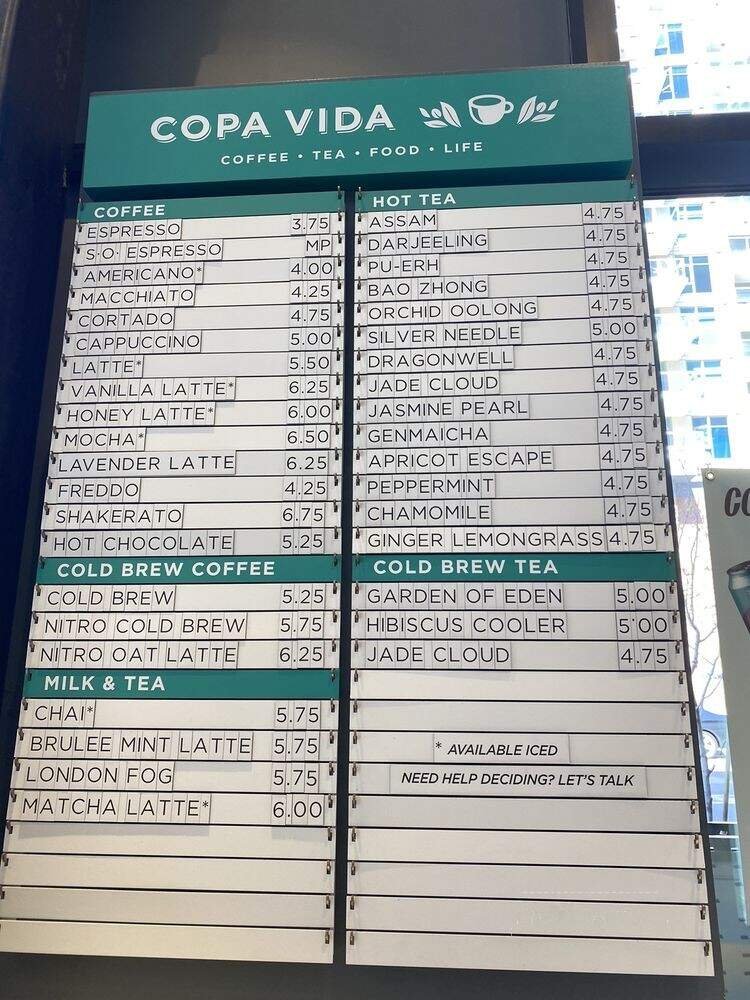 COPA VIDA
COFFEE • TEA • FOOD • LIFE
COFFEE
ESPRESSO 3.75
S.O. ESPRESSO MP
AMERICANO* 4.00
MACCHIATO 4.25
CORTADO 4.75
CAPPUCCINO 5.00
LATTE* 5.50
VANILLA LATTE* 6.25
HONEY LATTE* 6.00
MOCHA* 6.50
LAVENDER LATTE 6.25
FREDDO 4.25
SHAKERATO 6.75
HOT CHOCOLATE 5.25
COLD BREW COFFEE
COLD BREW 5.25
NITRO COLD BREW 5.75
NITRO OAT LATTE 6.25
MILK & TEA
CHAI* 5.75
BRULEE MINT LATTE 5.75
LONDON FOG 5.75
MATCHA LATTE* 6.00
HOT TEA
ASSAM 4.75
DARJEELING 4.75
PU-ERH 4.75
BAO ZHONG 4.75
ORCHID OOLONG 4.75
SILVER NEEDLE 5.00
DRAGONWELL 4.75
JADE CLOUD 4.75
JASMINE PEARL 4.75
GENMAICHA 4.75
APRICOT ESCAPE 4.75
PEPPERMINT 4.75
CHAMOMILE 4.75
GINGER LEMONGRASS 4.75
COLD BREW TEA
GARDEN OF EDEN 5.00
HIBISCUS COOLER 5.00
JADE CLOUD 4.75
* AVAILABLE ICED
NEED HELP DECIDING? LET'S TALK
CO